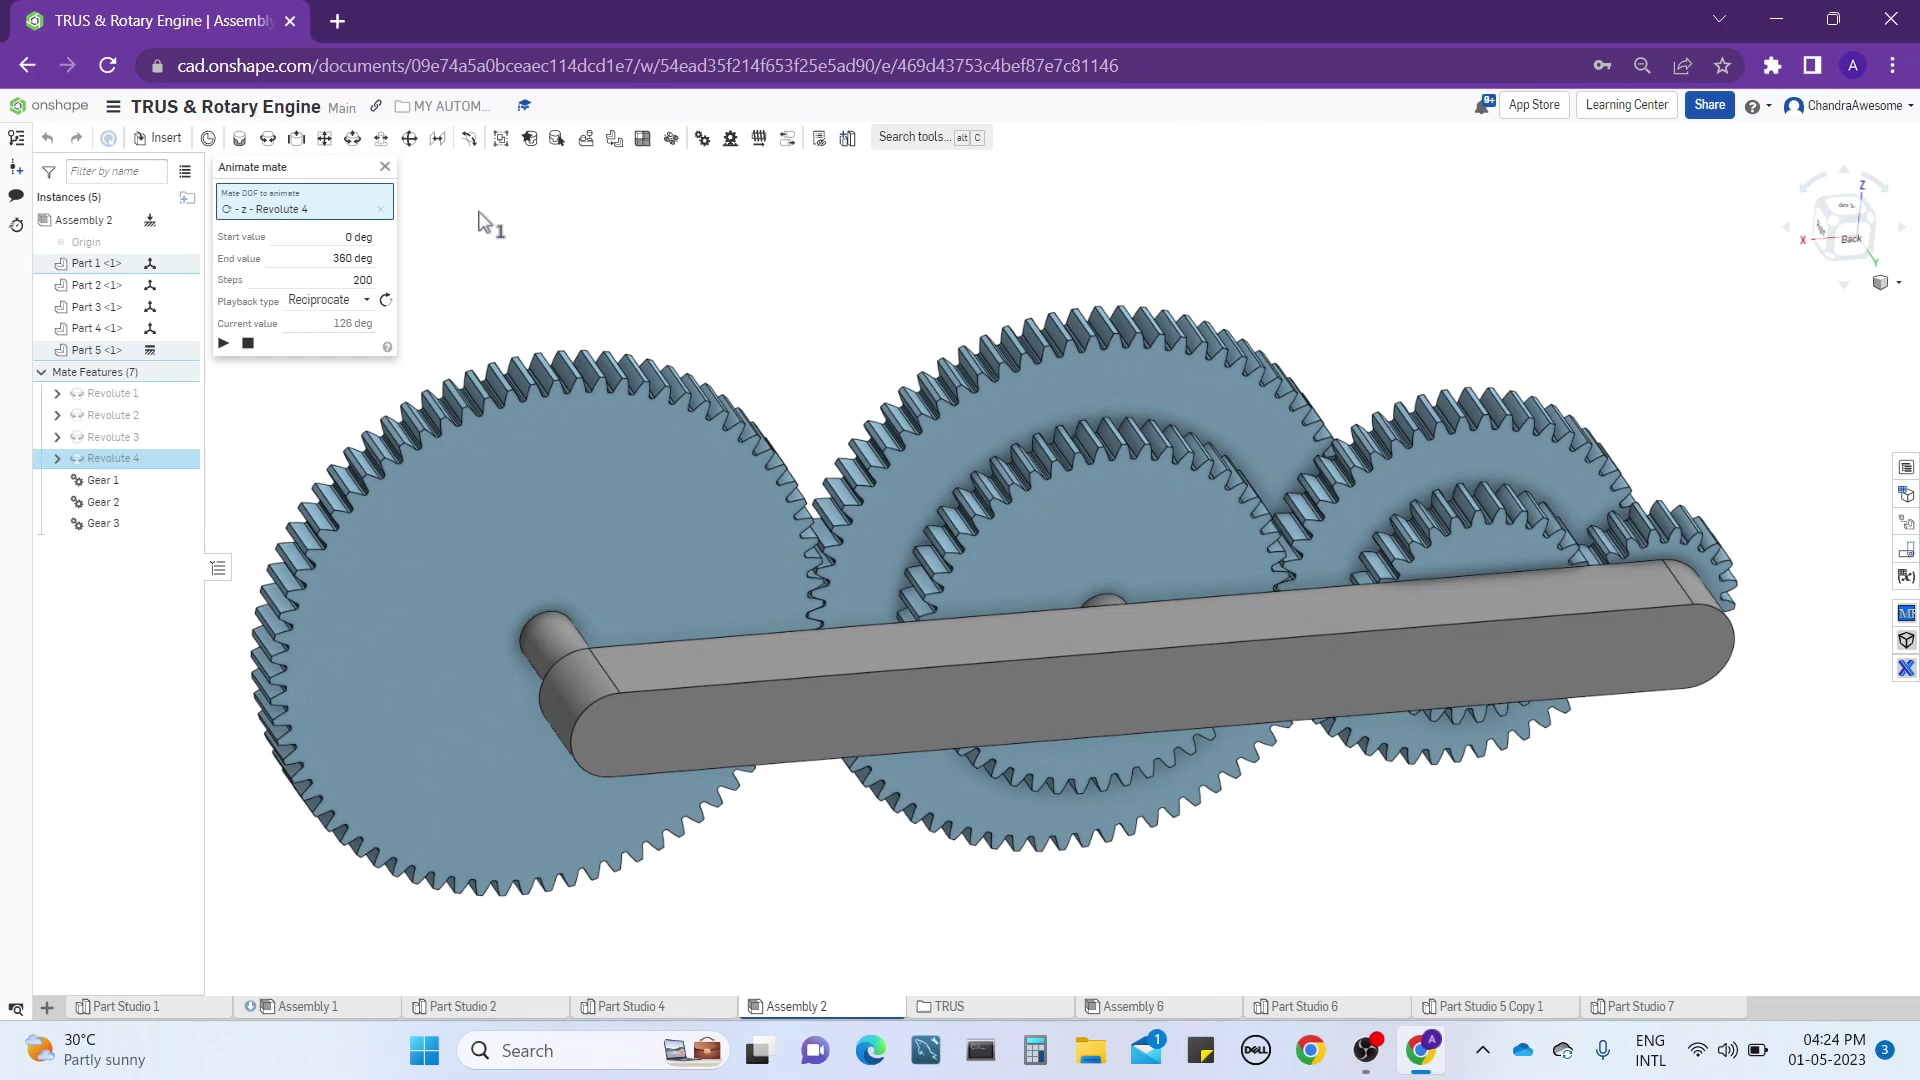 TRUS & Rotary Engine | Assembly
cad.onshape.com/documents/09e74a5a0bceaec114dcd1e7/w/54ead35f214f653f25e5ad90/e/469d43753c4bef87e7c81146
A
onshape
TRUS & Rotary Engine Main
MY AUTOM...
9+
App Store
Learning Center
Share
ChandraAwesome
Insert
Search tools... alt C
Filter by name
Instances (5)
Assembly 2
Origin
Part 1 <1>
Part 2 <1>
Part 3 <1>
Part 4 <1>
Part 5 <1>
Mate Features (7)
Revolute 1
Revolute 2
Revolute 3
Revolute 4
Gear 1
Gear 2
Gear 3
Animate mate
Mate DOF to animate
- z - Revolute 4
Start value 0 deg
End value 360 deg
Steps 200
Playback type Reciprocate
Current value 126 deg
1
Z
X
Y
Back
Part Studio 1
Assembly 1
Part Studio 2
Part Studio 4
Assembly 2
TRUS
Assembly 6
Part Studio 6
Part Studio 5 Copy 1
Part Studio 7
30°C
Partly sunny
Search
1
DELL
A
ENG
INTL
04:24 PM
01-05-2023
3